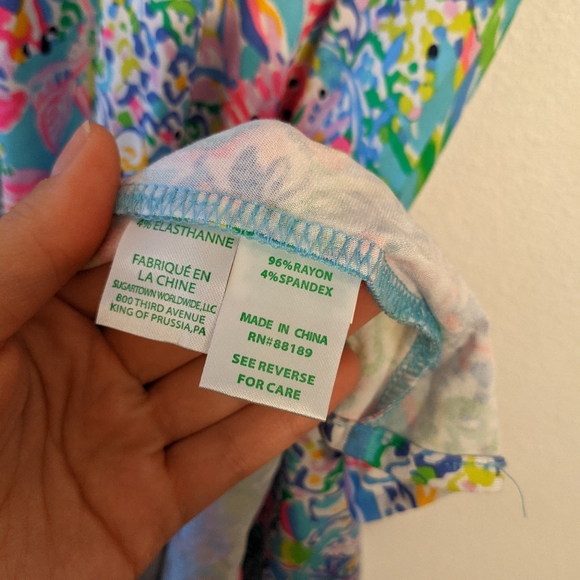 4% ELASTHANNE
FABRIQUÉ EN
LA CHINE
SUGARTOWN WORLDWIDE, LLC
800 THIRD AVENUE
KING OF PRUSSIA, PA
96% RAYON
4% SPANDEX
MADE IN CHINA
RN#88189
SEE REVERSE
FOR CARE